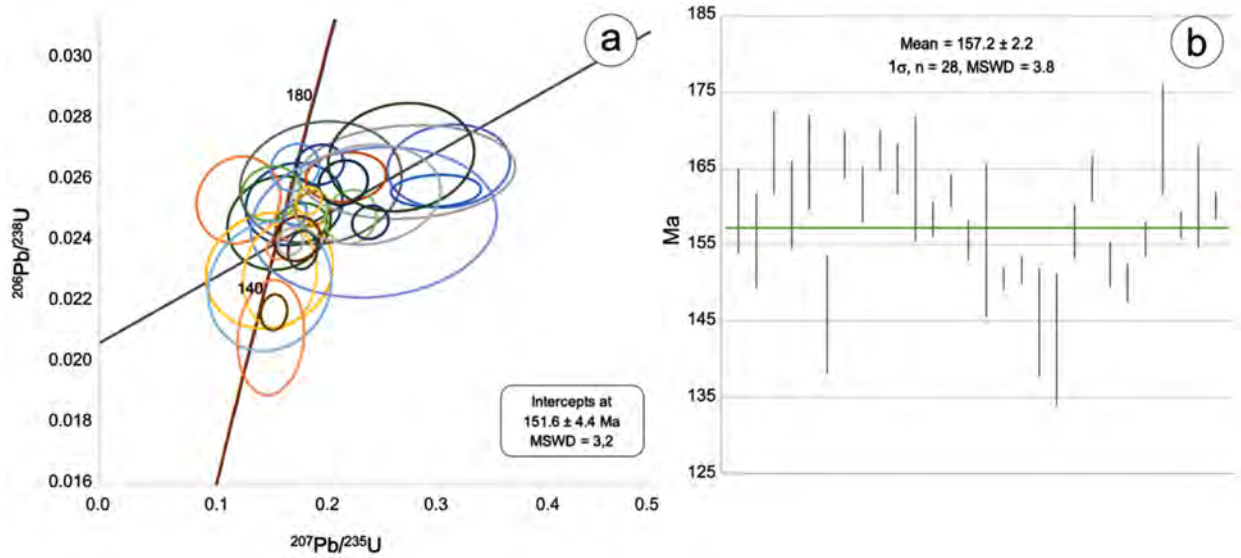 a
0.030
0.028
0.026
0.024
0.022
0.020
0.018
0.016
206Pb/238U
180
140
Intercepts at
151.6 ± 4.4 Ma
MSWD = 3,2
0.0 0.1 0.2 0.3 0.4 0.5
207Pb/235U
b
185
175
165
155
145
135
125
Ma
Mean = 157.2 ± 2.2
1σ, n = 28, MSWD = 3.8